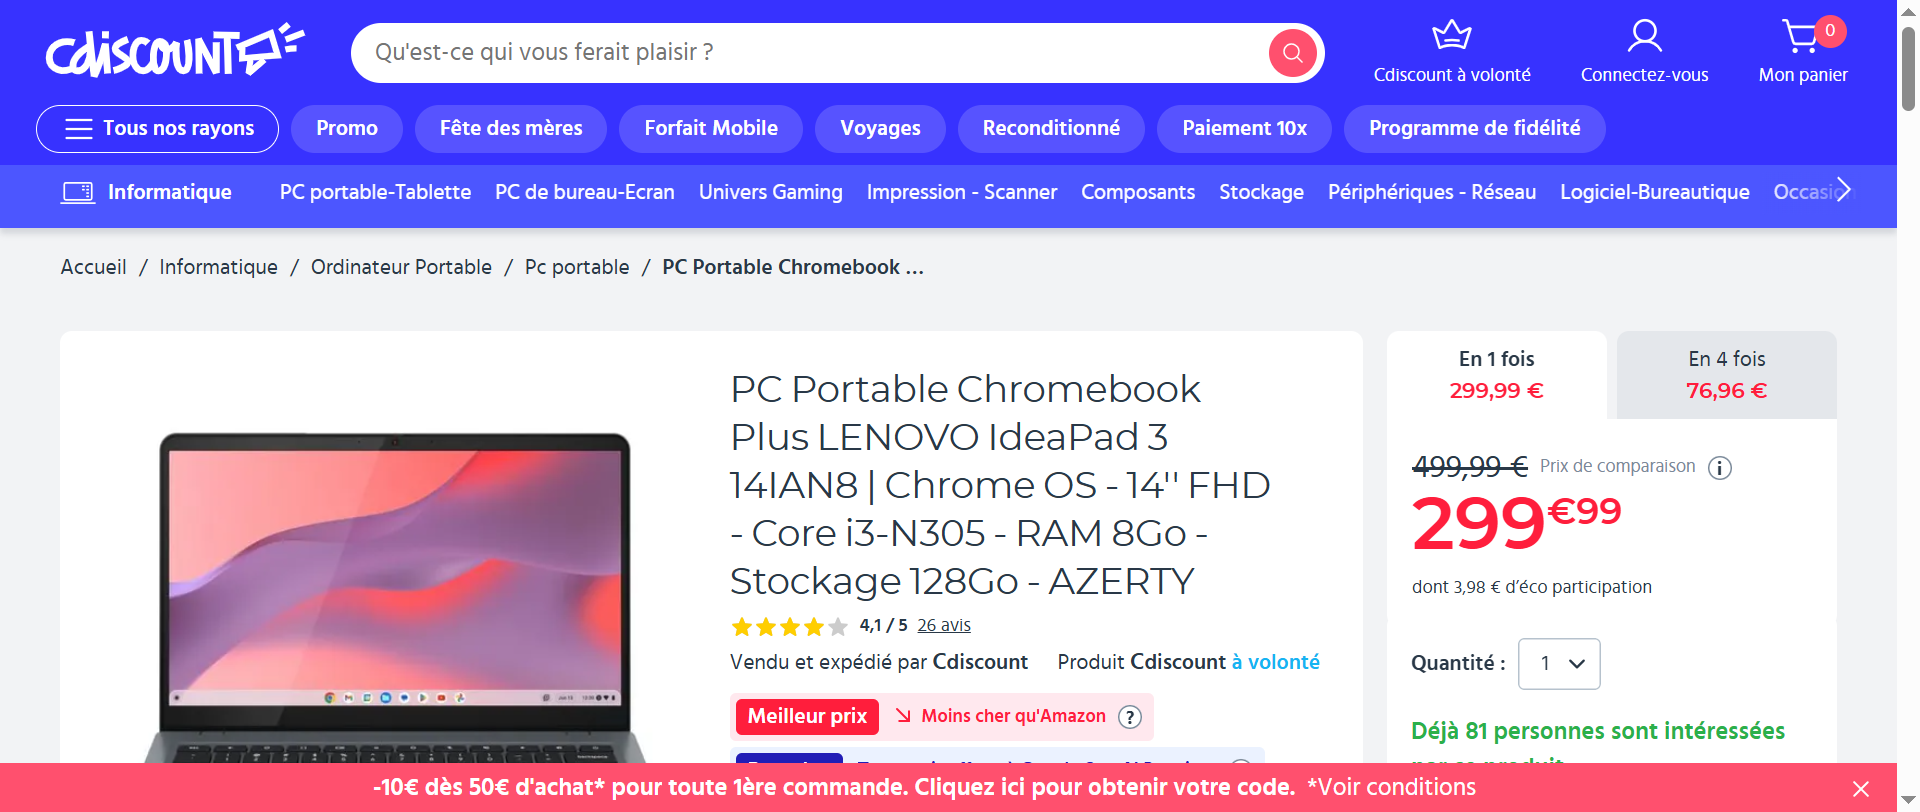 cdiscount
Qu'est-ce qui vous ferait plaisir ?
Cdiscount à volonté
Connectez-vous
0
Mon panier
Tous nos rayons
Promo
Fête des mères
Forfait Mobile
Voyages
Reconditionné
Paiement 10x
Programme de fidélité
Informatique
PC portable-Tablette
PC de bureau-Ecran
Univers Gaming
Impression - Scanner
Composants
Stockage
Périphériques - Réseau
Logiciel-Bureautique
Accueil / Informatique / Ordinateur Portable / Pc portable / PC Portable Chromebook ...
PC Portable Chromebook
Plus LENOVO IdeaPad 3
14IAN8 | Chrome OS - 14'' FHD
- Core i3-N305 - RAM 8Go -
Stockage 128Go - AZERTY
4,1 / 5 26 avis
Vendu et expédié par Cdiscount
Produit Cdiscount à volonté
Meilleur prix
Moins cher qu'Amazon
?
En 1 fois
299,99 €
En 4 fois
76,96 €
499,99 € Prix de comparaison i
299€99
dont 3,98 € d’éco participation
Quantité : 1
Déjà 81 personnes sont intéressées
-10€ dès 50€ d'achat* pour toute 1ère commande. Cliquez ici pour obtenir votre code. *Voir conditions